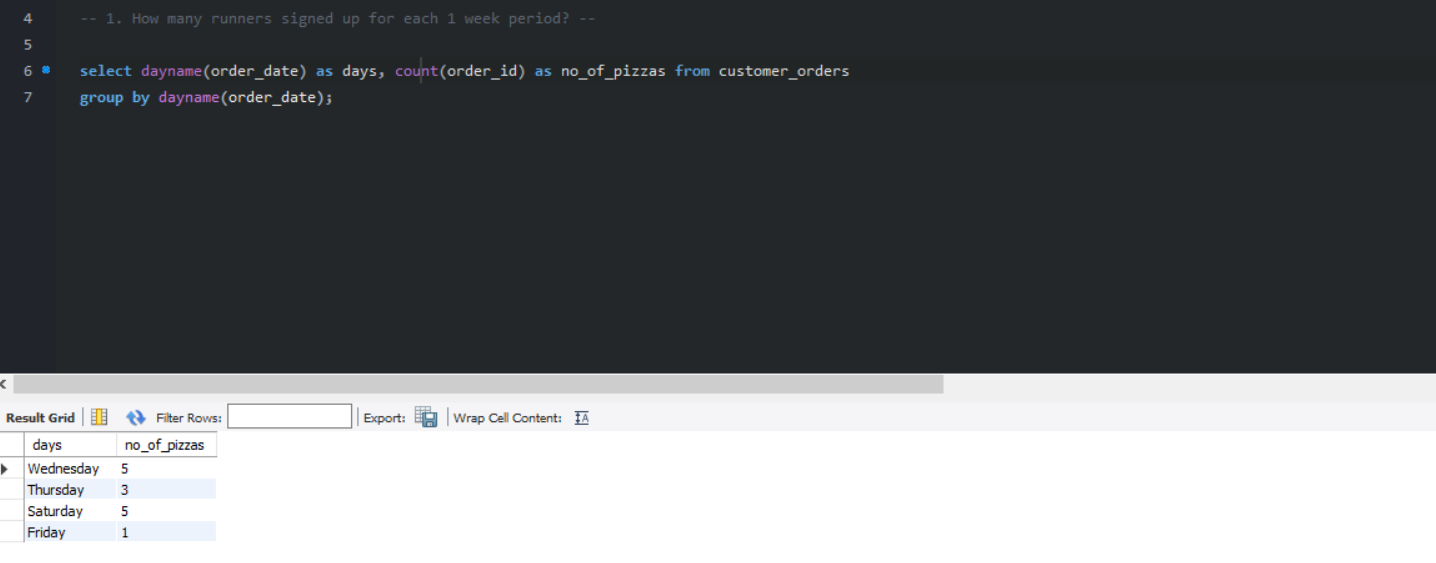 4 -- 1. How many runners signed up for each 1 week period? --
5
6 select dayname(order_date) as days, count(order_id) as no_of_pizzas from customer_orders
7 group by dayname(order_date);
Result Grid Filter Rows: Export: Wrap Cell Content: IA
days no_of_pizzas
Wednesday 5
Thursday 3
Saturday 5
Friday 1